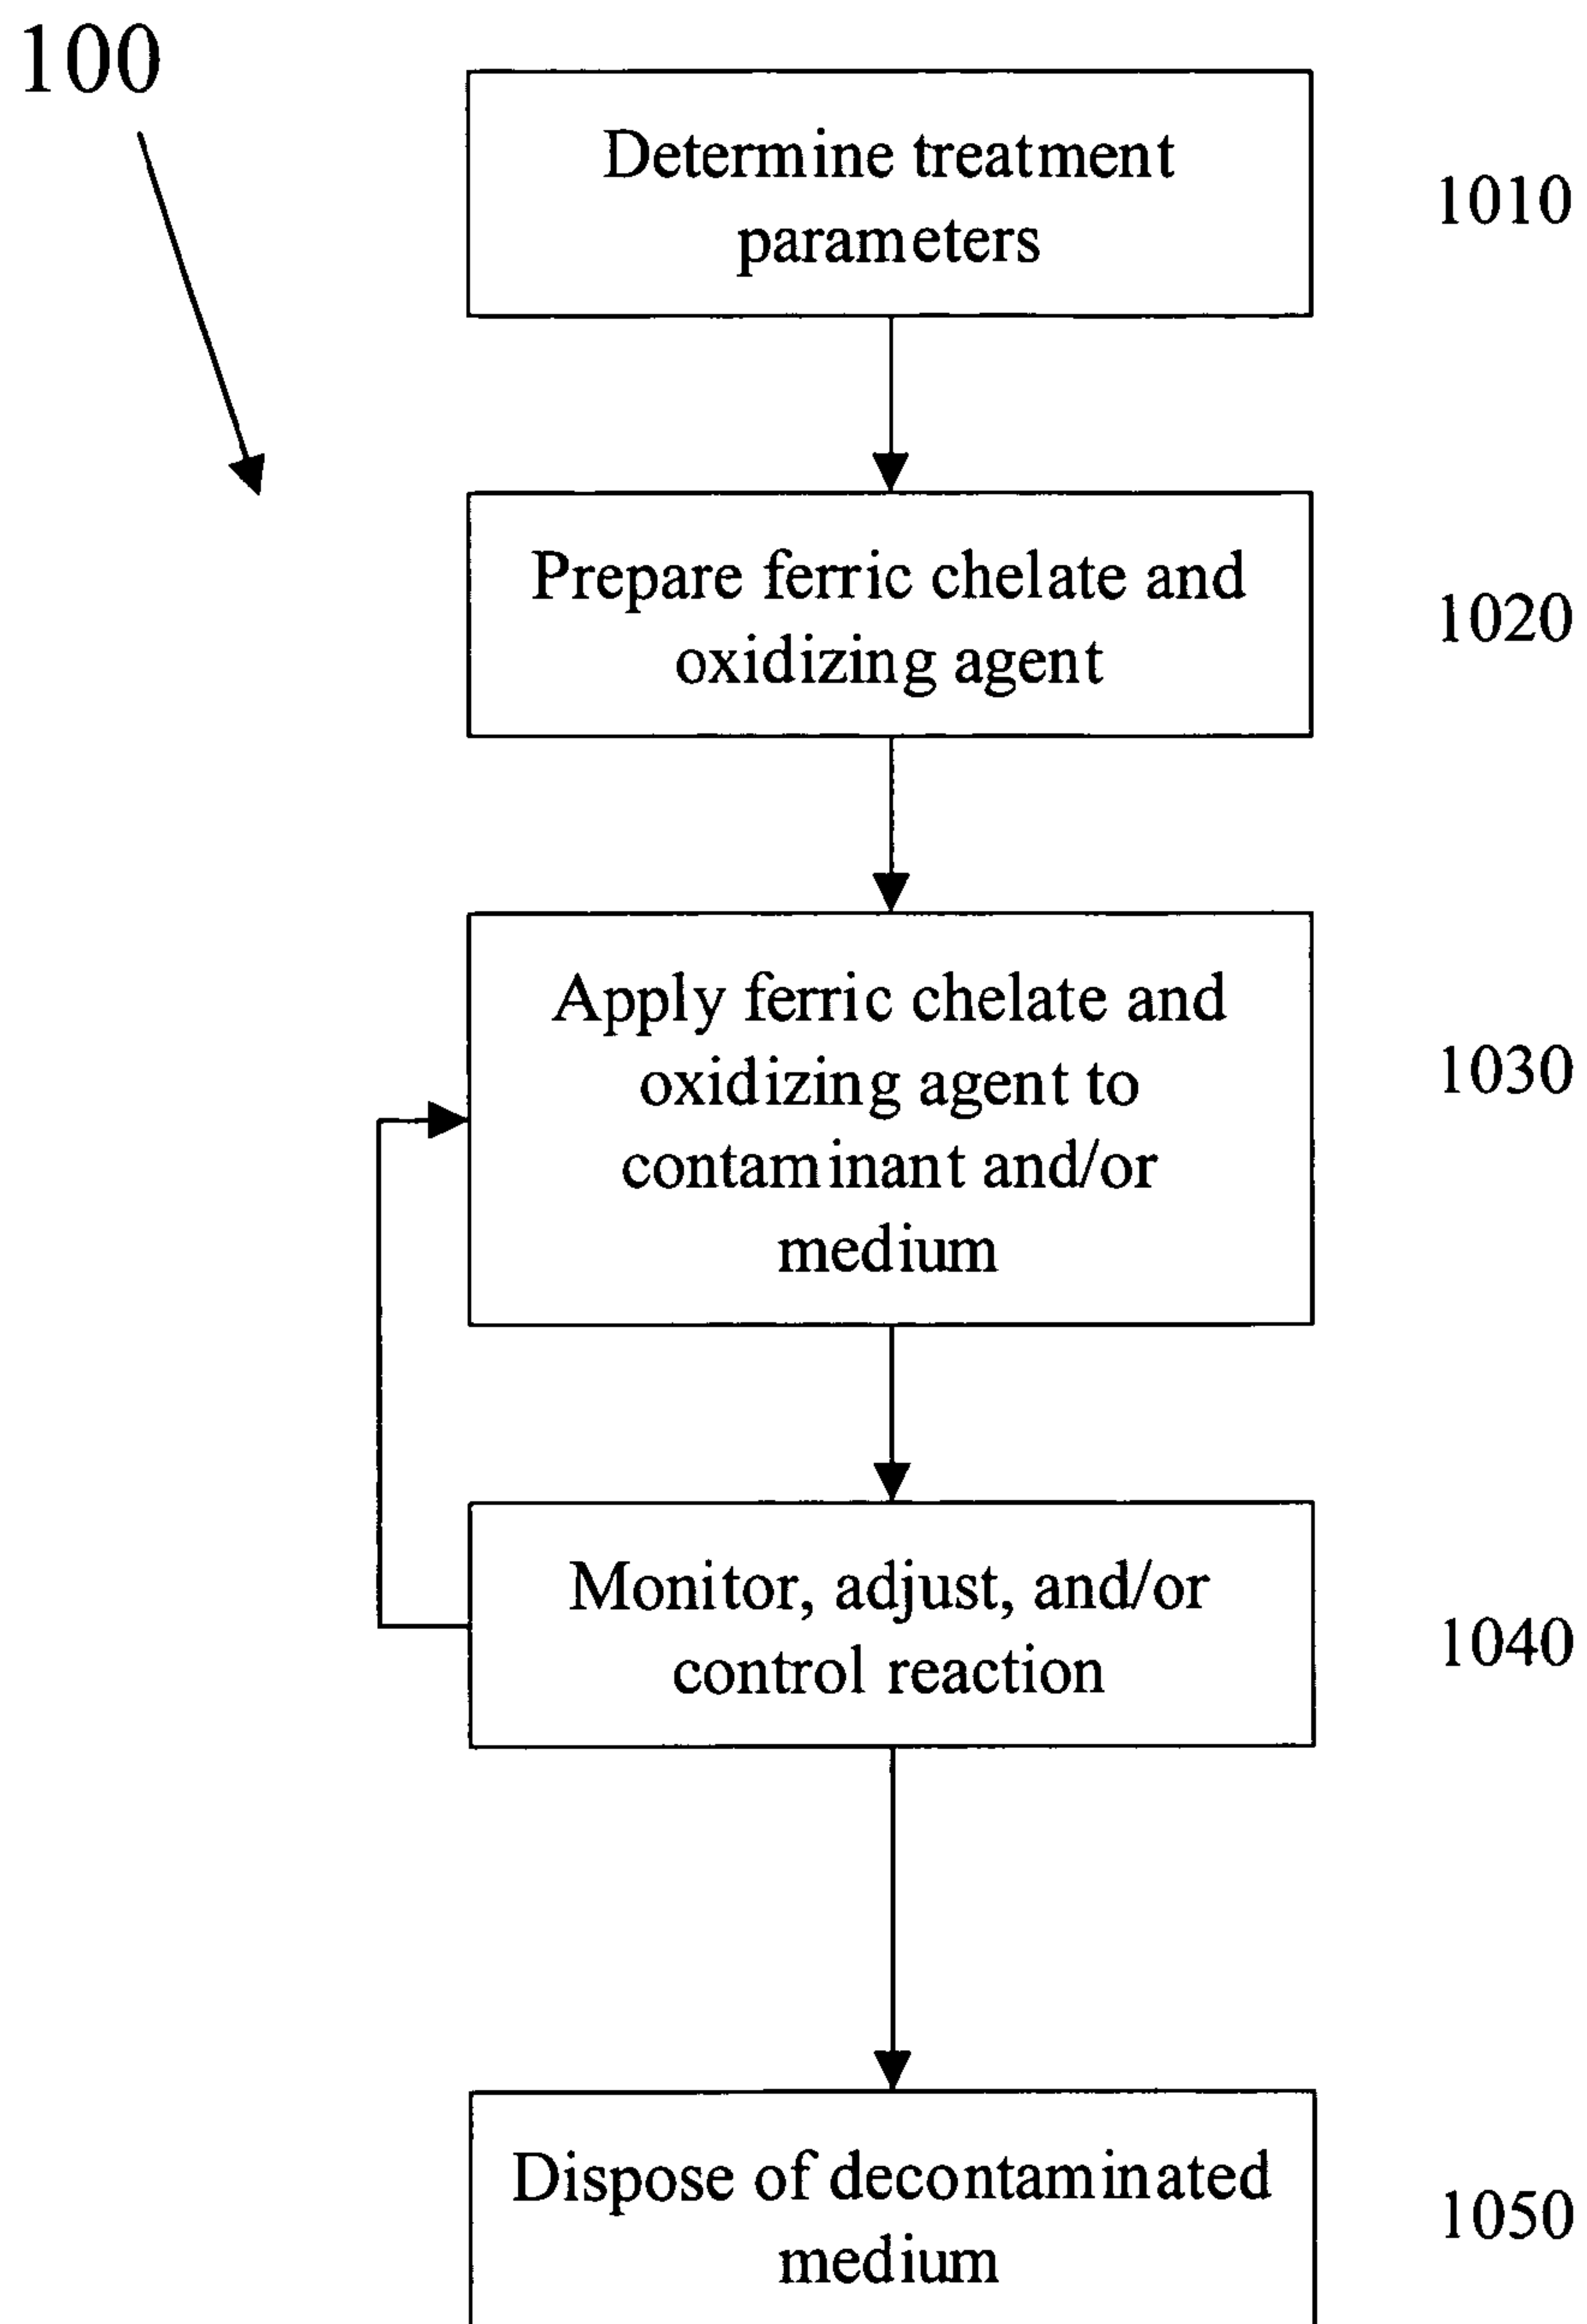 100
Determine treatment
parameters
1010
Prepare ferric chelate and
oxidizing agent
1020
Apply ferric chelate and
oxidizing agent to
contaminant and/or
medium
1030
Monitor, adjust, and/or
control reaction
1040
Dispose of decontaminated
medium
1050